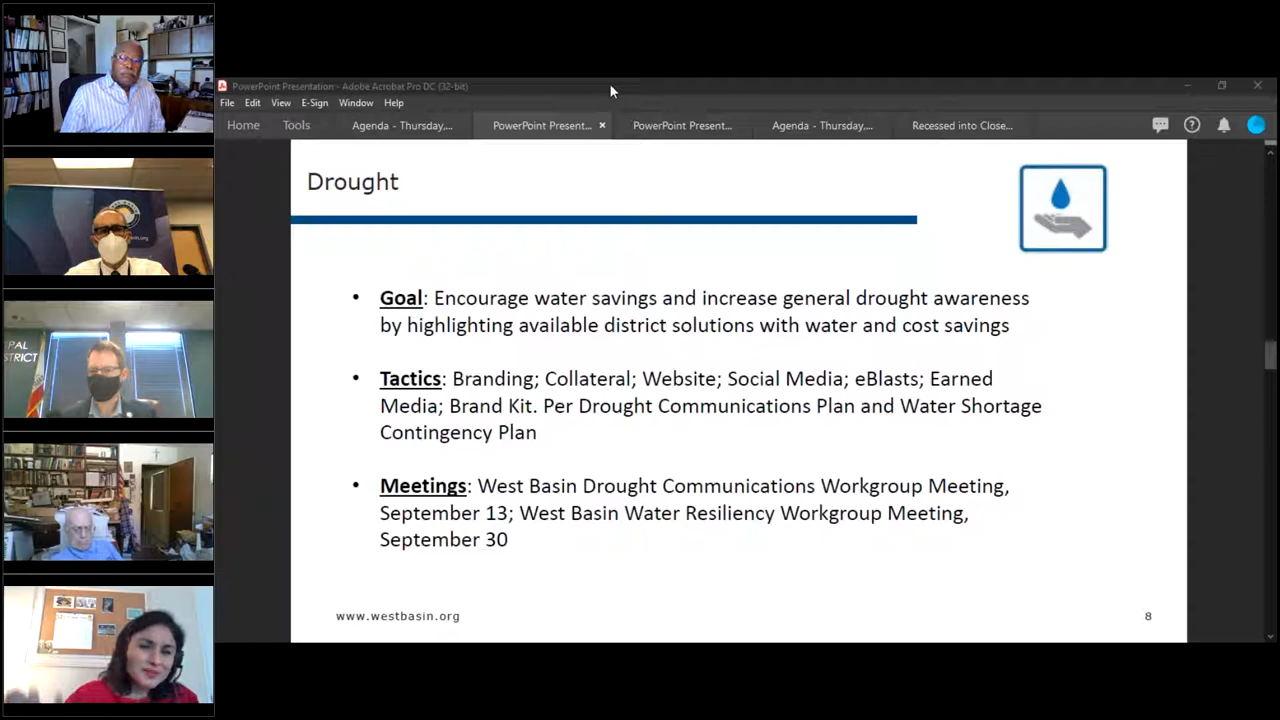 PowerPoint Presentation - Adobe Acrobat Pro DC (32-bit)
File Edit View E-Sign Window Help
Home Tools Agenda - Thursday,... PowerPoint Present... × PowerPoint Present... Agenda - Thursday,... Recessed into Close...
Drought
• Goal: Encourage water savings and increase general drought awareness
by highlighting available district solutions with water and cost savings
• Tactics: Branding; Collateral; Website; Social Media; eBlasts; Earned
Media; Brand Kit. Per Drought Communications Plan and Water Shortage
Contingency Plan
• Meetings: West Basin Drought Communications Workgroup Meeting,
September 13; West Basin Water Resiliency Workgroup Meeting,
September 30
www.westbasin.org 8
PAL
STRICT